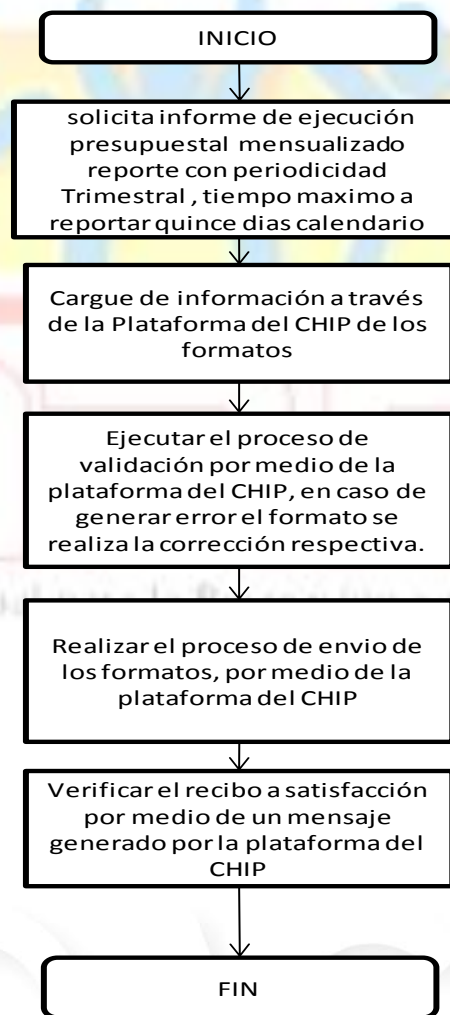 INICIO
solicita informe de ejecución
presupuestal mensualizado
reporte con periodicidad
Trimestral , tiempo maximo a
reportar quince dias calendario
Cargue de información a través
de la Plataforma del CHIP de los
formatos
Ejecutar el proceso de
validación por medio de la
plataforma del CHIP, en caso de
generar error el formato se
realiza la corrección respectiva.
Realizar el proceso de envio de
los formatos, por medio de la
plataforma del CHIP
Verificar el recibo a satisfacción
por medio de un mensaje
generado por la plataforma del
CHIP
FIN